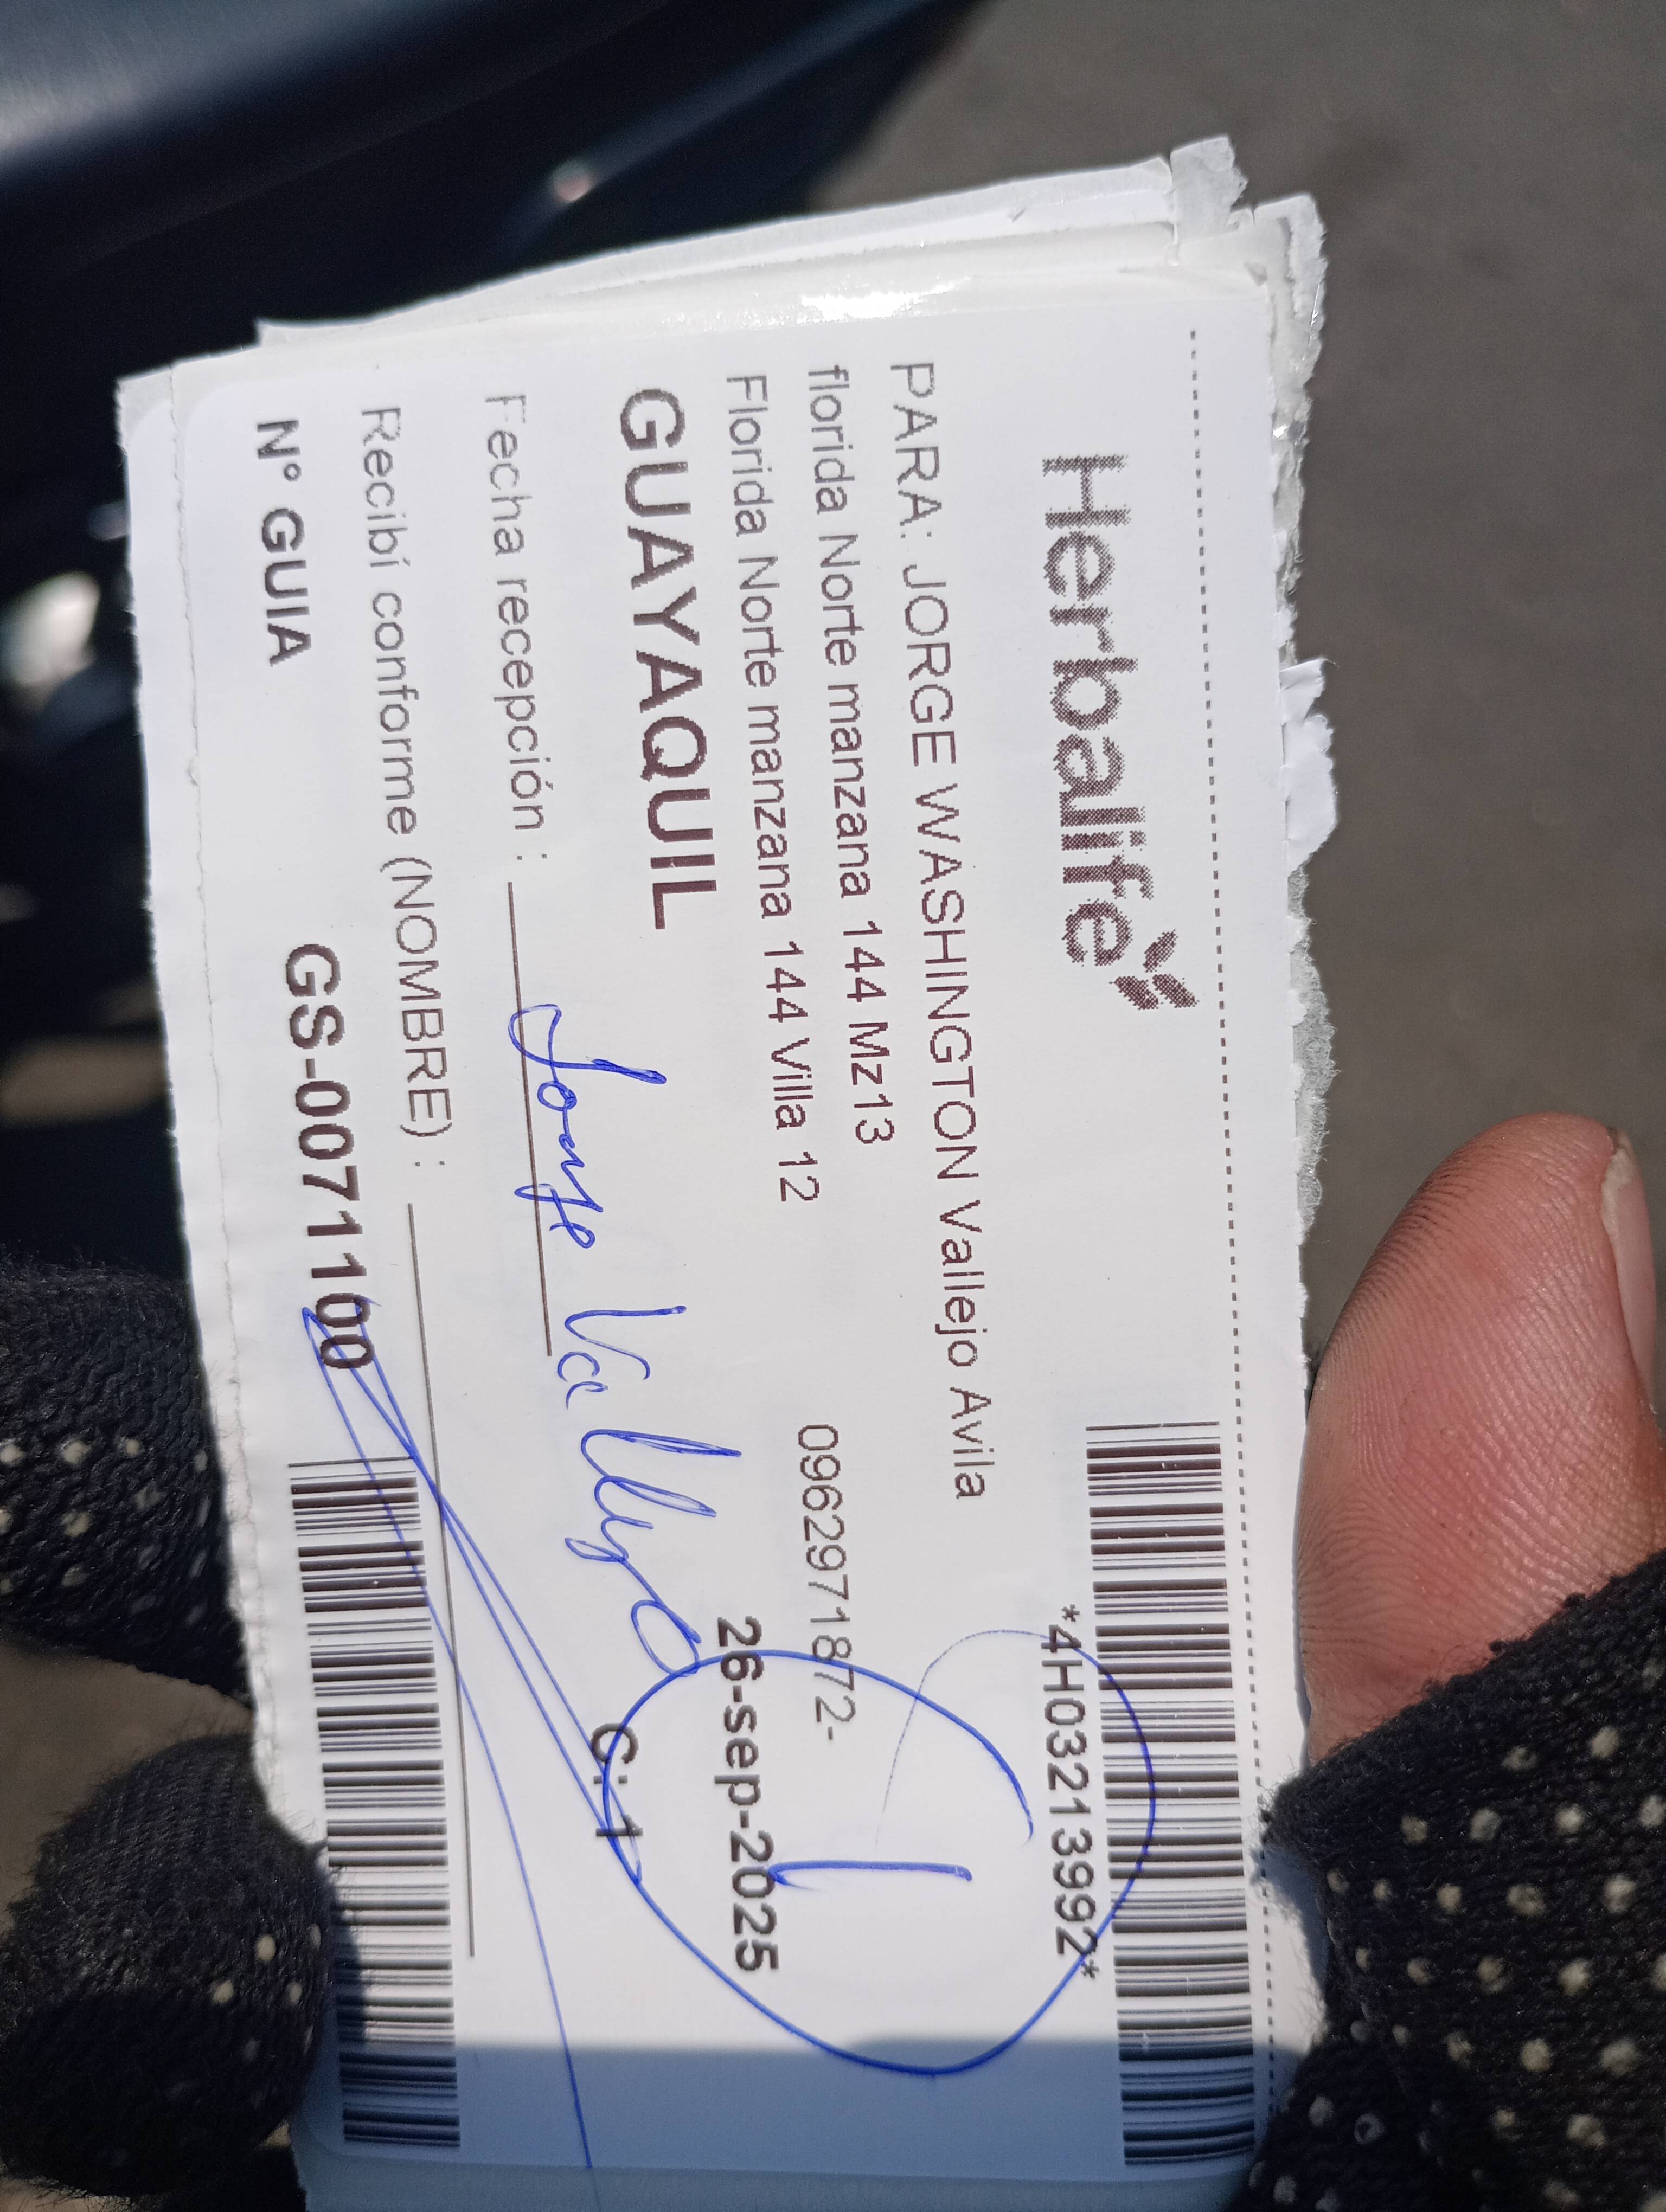 Herbalife
*4H03213992*
PARA: JORGE WASHINGTON Vallejo Avila
florida Norte manzana 144 Mz13
0962971872-
Florida Norte manzana 144 Villa 12
26-sep-2025
GUAYAQUIL
C:1
Fecha recepción :
Jorge Vallejo
Recibí conforme (NOMBRE) :
N° GUIA
GS-0071100